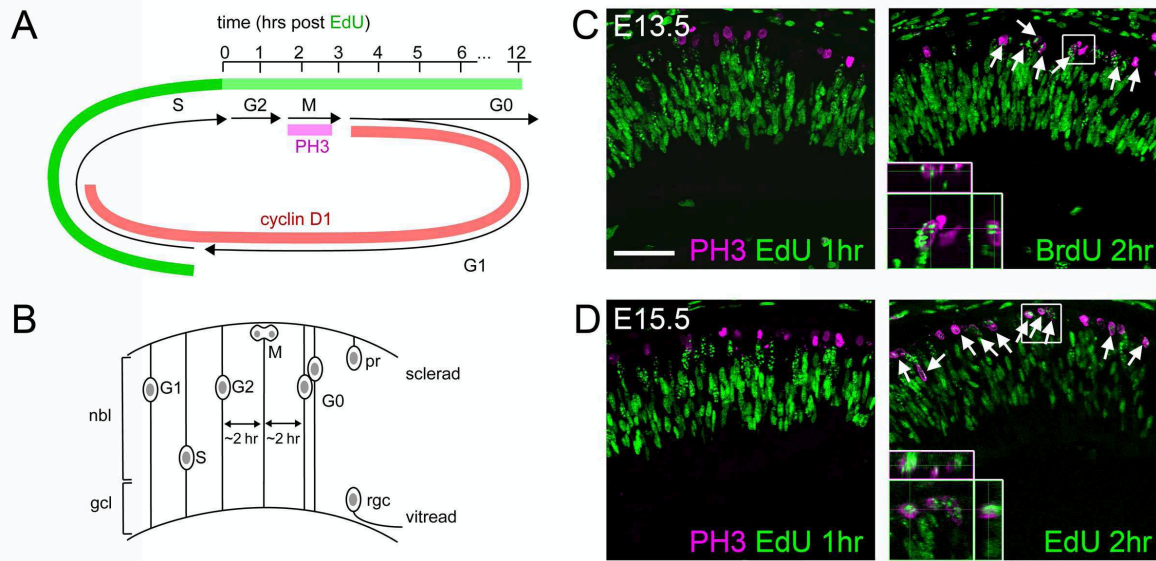 A
time (hrs post EdU)
0 1 2 3 4 5 6 ... 12
S G2 M G0
PH3
cyclin D1
G1
B
M
pr
sclerad
G1 G2 G0
nbl
~2 hr ~2 hr
S
gcl
rgc
vitread
C
E13.5
PH3 EdU 1hr
BrdU 2hr
D
E15.5
PH3 EdU 1hr
EdU 2hr